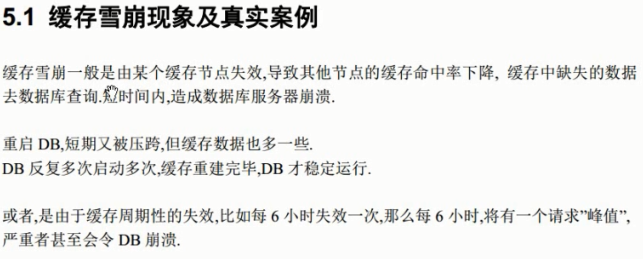 5.1 缓存雪崩现象及真实案例
缓存雪崩一般是由某个缓存节点失效,导致其他节点的缓存命中率下降, 缓存中缺失的数据
去数据库查询.短时间内,造成数据库服务器崩溃.
重启 DB,短期又被压跨,但缓存数据也多一些.
DB 反复多次启动多次,缓存重建完毕,DB 才稳定运行.
或者,是由于缓存周期性的失效,比如每 6 小时失效一次,那么每 6 小时,将有一个请求”峰值”,
严重者甚至会令 DB 崩溃.